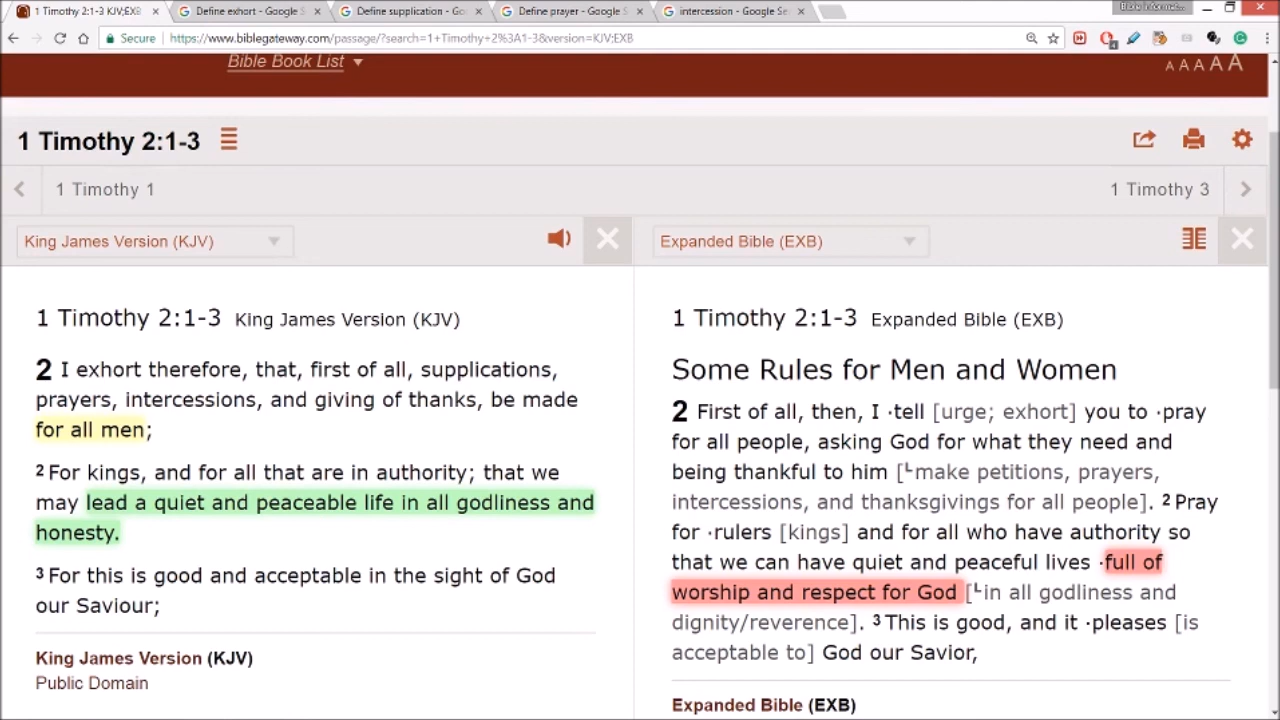 1 Timothy 2:1-3 KJV;EXB
Define exhort - Google S
Define supplication - Go
Define prayer - Google S
intercession - Google Se
Secure
https://www.biblegateway.com/passage/?search=1+Timothy+2%3A1-3&version=KJV;EXB
Bible Book List
A A A A A
1 Timothy 2:1-3
1 Timothy 1
1 Timothy 3
King James Version (KJV)
Expanded Bible (EXB)
1 Timothy 2:1-3 King James Version (KJV)
2 I exhort therefore, that, first of all, supplications,
prayers, intercessions, and giving of thanks, be made
for all men;
2 For kings, and for all that are in authority; that we
may lead a quiet and peaceable life in all godliness and
honesty.
3 For this is good and acceptable in the sight of God
our Saviour;
King James Version (KJV)
Public Domain
1 Timothy 2:1-3 Expanded Bible (EXB)
Some Rules for Men and Women
2 First of all, then, I ·tell [urge; exhort] you to ·pray
for all people, asking God for what they need and
being thankful to him [└make petitions, prayers,
intercessions, and thanksgivings for all people]. 2 Pray
for ·rulers [kings] and for all who have authority so
that we can have quiet and peaceful lives ·full of
worship and respect for God [└in all godliness and
dignity/reverence]. 3 This is good, and it ·pleases [is
acceptable to] God our Savior,
Expanded Bible (EXB)